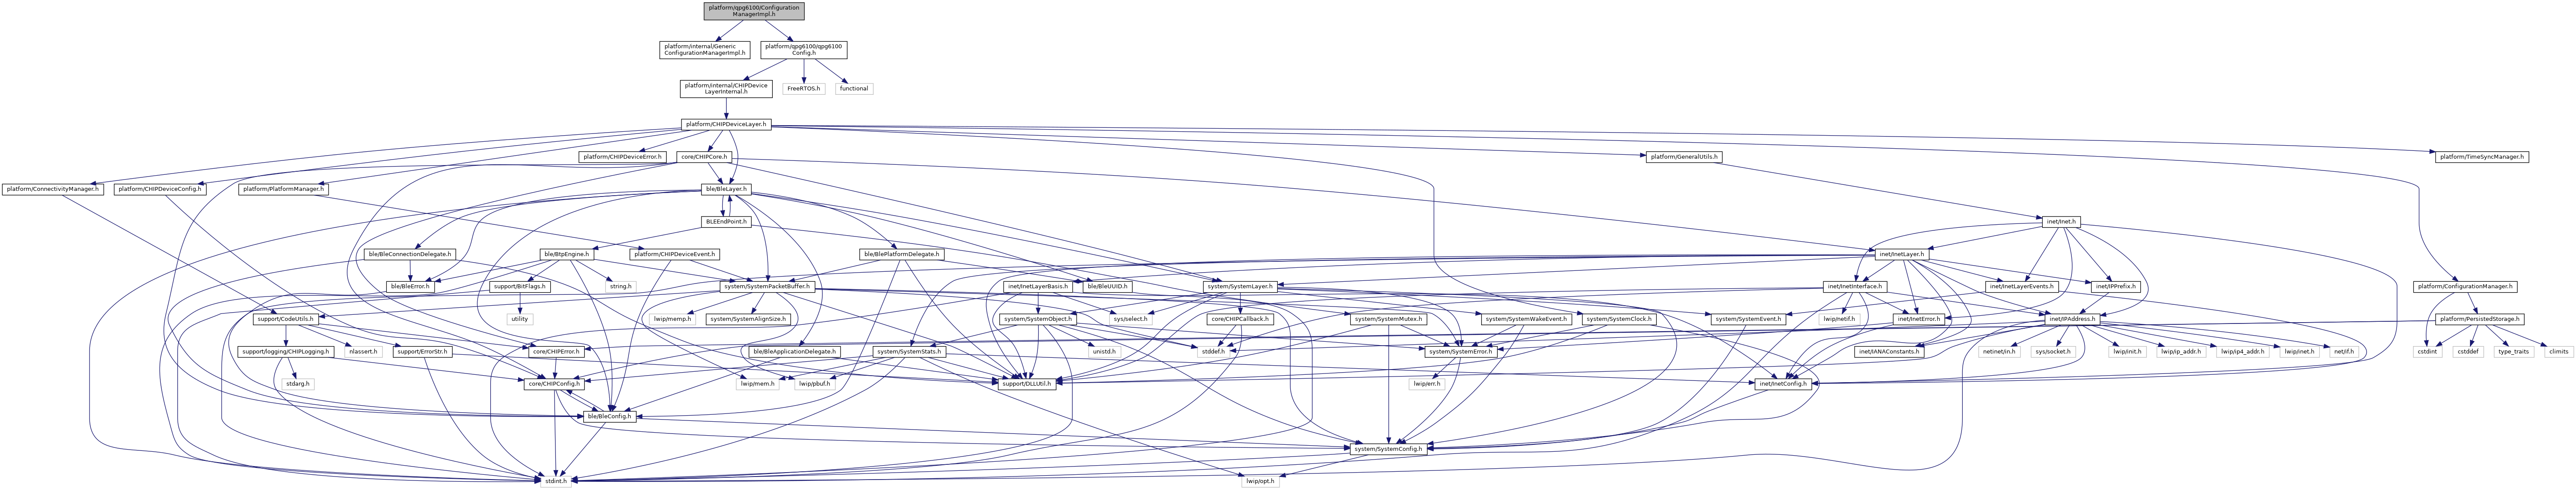 platform/qpg6100/Configuration
ManagerImpl.h
platform/internal/Generic
ConfigurationManagerImpl.h
platform/qpg6100/qpg6100
Config.h
platform/internal/CHIPDevice
LayerInternal.h
FreeRTOS.h
functional
platform/CHIPDeviceLayer.h
platform/CHIPDeviceError.h
core/CHIPCore.h
platform/GeneralUtils.h
platform/TimeSyncManager.h
platform/ConnectivityManager.h
platform/CHIPDeviceConfig.h
platform/PlatformManager.h
ble/BleLayer.h
BLEEndPoint.h
inet/Inet.h
ble/BleConnectionDelegate.h
ble/BtpEngine.h
platform/CHIPDeviceEvent.h
ble/BlePlatformDelegate.h
inet/InetLayer.h
ble/BleError.h
support/BitFlags.h
string.h
system/SystemPacketBuffer.h
inet/InetLayerBasis.h
ble/BleUUID.h
system/SystemLayer.h
inet/InetInterface.h
inet/InetLayerEvents.h
inet/IPPrefix.h
platform/ConfigurationManager.h
support/CodeUtils.h
utility
lwip/memp.h
system/SystemAlignSize.h
system/SystemObject.h
sys/select.h
core/CHIPCallback.h
system/SystemMutex.h
system/SystemWakeEvent.h
system/SystemClock.h
system/SystemEvent.h
lwip/netif.h
inet/InetError.h
inet/IPAddress.h
platform/PersistedStorage.h
support/logging/CHIPLogging.h
nlassert.h
support/ErrorStr.h
core/CHIPError.h
ble/BleApplicationDelegate.h
system/SystemStats.h
unistd.h
stddef.h
system/SystemError.h
inet/IANAConstants.h
netinet/in.h
sys/socket.h
lwip/init.h
lwip/ip_addr.h
lwip/ip4_addr.h
lwip/inet.h
net/if.h
cstdint
cstddef
type_traits
climits
stdarg.h
core/CHIPConfig.h
lwip/mem.h
lwip/pbuf.h
support/DLLUtil.h
lwip/err.h
inet/InetConfig.h
ble/BleConfig.h
system/SystemConfig.h
stdint.h
lwip/opt.h